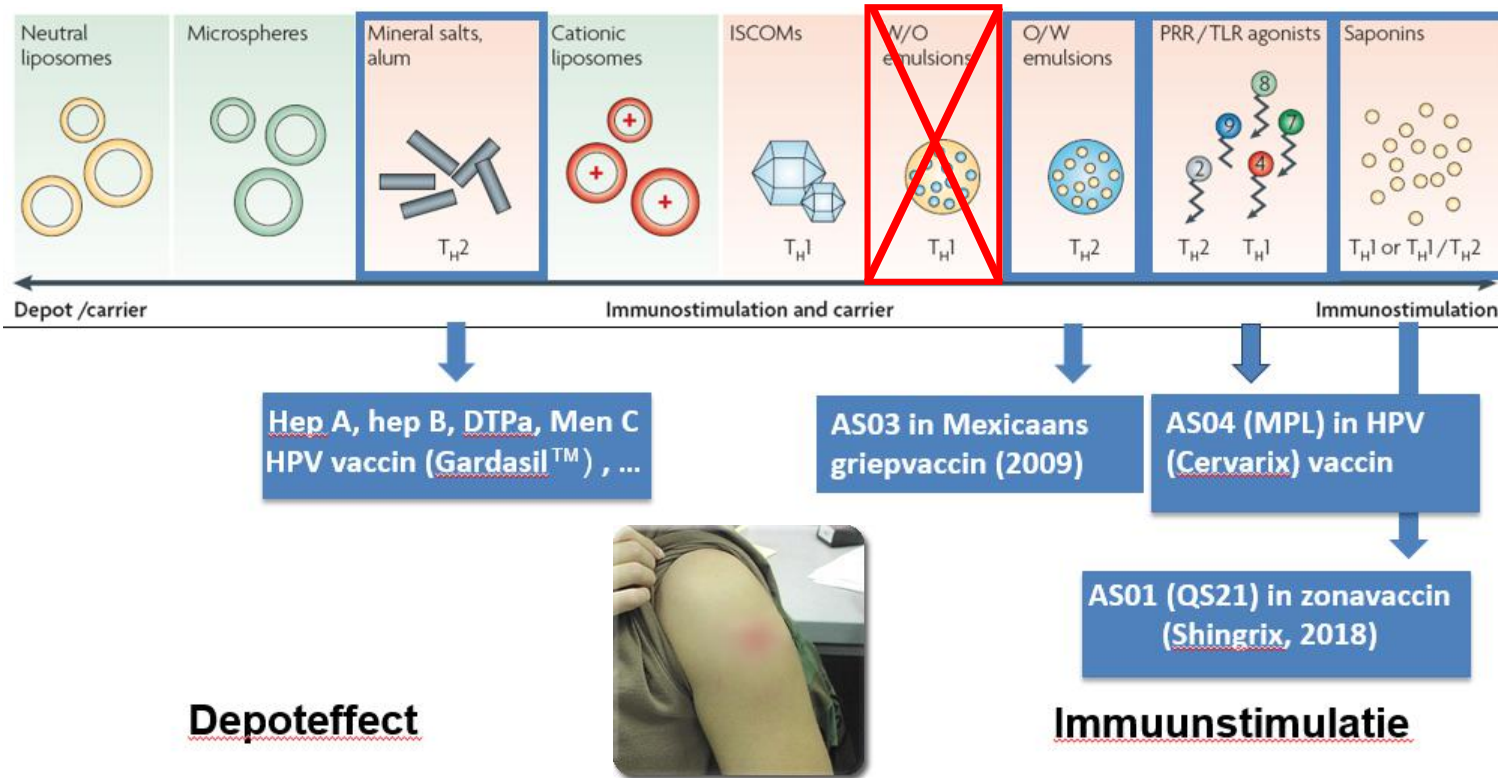 Neutral
liposomes
Microspheres
Mineral salts,
alum
Cationic
liposomes
ISCOMs
W/O
emulsions
O/W
emulsions
PRR/TLR agonists
Saponins
+
+
+
8
9
7
2
4
TH2
TH1
TH1
TH2
TH2
TH1
TH1 or TH1/TH2
Depot /carrier
Immunostimulation and carrier
Immunostimulation
Hep A, hep B, DTPa, Men C
HPV vaccin (Gardasil™) , ...
AS03 in Mexicaans
griepvaccin (2009)
AS04 (MPL) in HPV
(Cervarix) vaccin
AS01 (QS21) in zonavaccin
(Shingrix, 2018)
Depoteffect
Immuunstimulatie